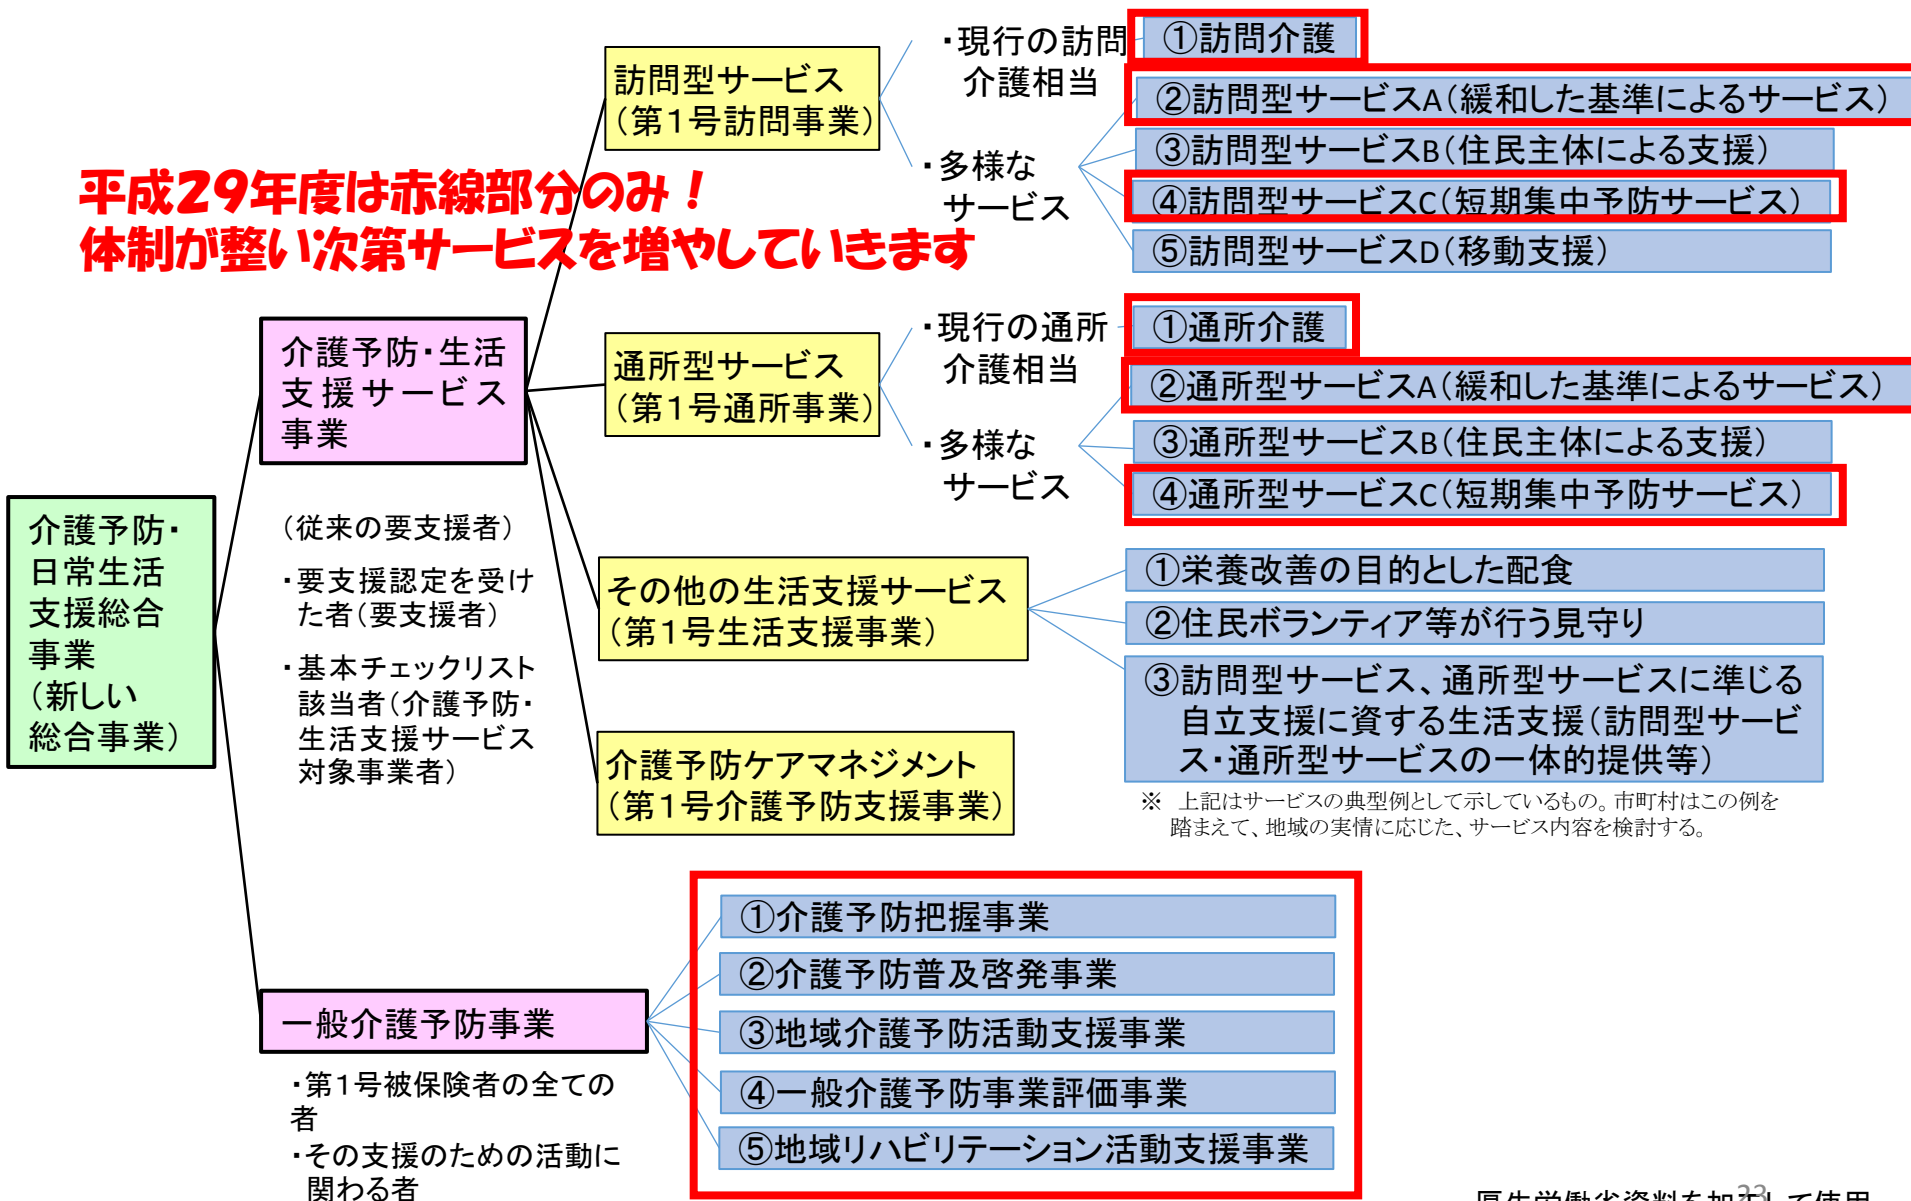 平成29年度は赤線部分のみ！
体制が整い次第サービスを増やしていきます
介護予防・
日常生活
支援総合
事業
（新しい
総合事業）
介護予防・生活
支援サービス
事業
（従来の要支援者）
・要支援認定を受け
た者（要支援者）
・基本チェックリスト
該当者（介護予防・
生活支援サービス
対象事業者）
訪問型サービス
（第１号訪問事業）
・現行の訪問
介護相当
・多様な
サービス
①訪問介護
②訪問型サービスA（緩和した基準によるサービス）
③訪問型サービスB（住民主体による支援）
④訪問型サービスC（短期集中予防サービス）
⑤訪問型サービスD（移動支援）
通所型サービス
（第１号通所事業）
・現行の通所
介護相当
・多様な
サービス
①通所介護
②通所型サービスA（緩和した基準によるサービス）
③通所型サービスB（住民主体による支援）
④通所型サービスC（短期集中予防サービス）
その他の生活支援サービス
（第１号生活支援事業）
①栄養改善の目的とした配食
②住民ボランティア等が行う見守り
③訪問型サービス、通所型サービスに準じる
自立支援に資する生活支援（訪問型サービ
ス・通所型サービスの一体的提供等）
介護予防ケアマネジメント
（第１号介護予防支援事業）
※　上記はサービスの典型例として示しているもの。市町村はこの例を
踏まえて、地域の実情に応じた、サービス内容を検討する。
一般介護予防事業
・第１号被保険者の全ての
者
・その支援のための活動に
関わる者
①介護予防把握事業
②介護予防普及啓発事業
③地域介護予防活動支援事業
④一般介護予防事業評価事業
⑤地域リハビリテーション活動支援事業
厚生労働省資料を加工して使用
23